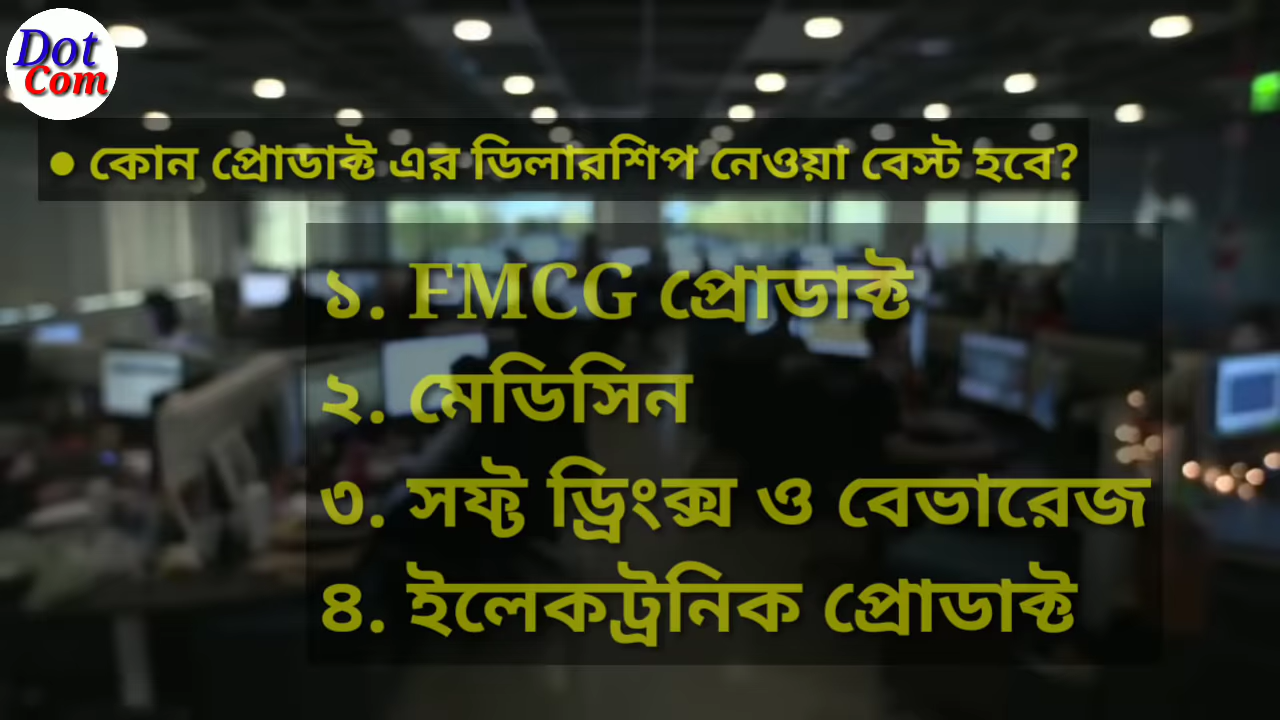 Dot
Com
● কোন প্রোডাক্ট এর ডিলারশিপ নেওয়া বেস্ট হবে?
১. FMCG প্রোডাক্ট
২. মেডিসিন
৩. সফ্ট ড্রিংক্স ও বেভারেজ
৪. ইলেকট্রনিক প্রোডাক্ট